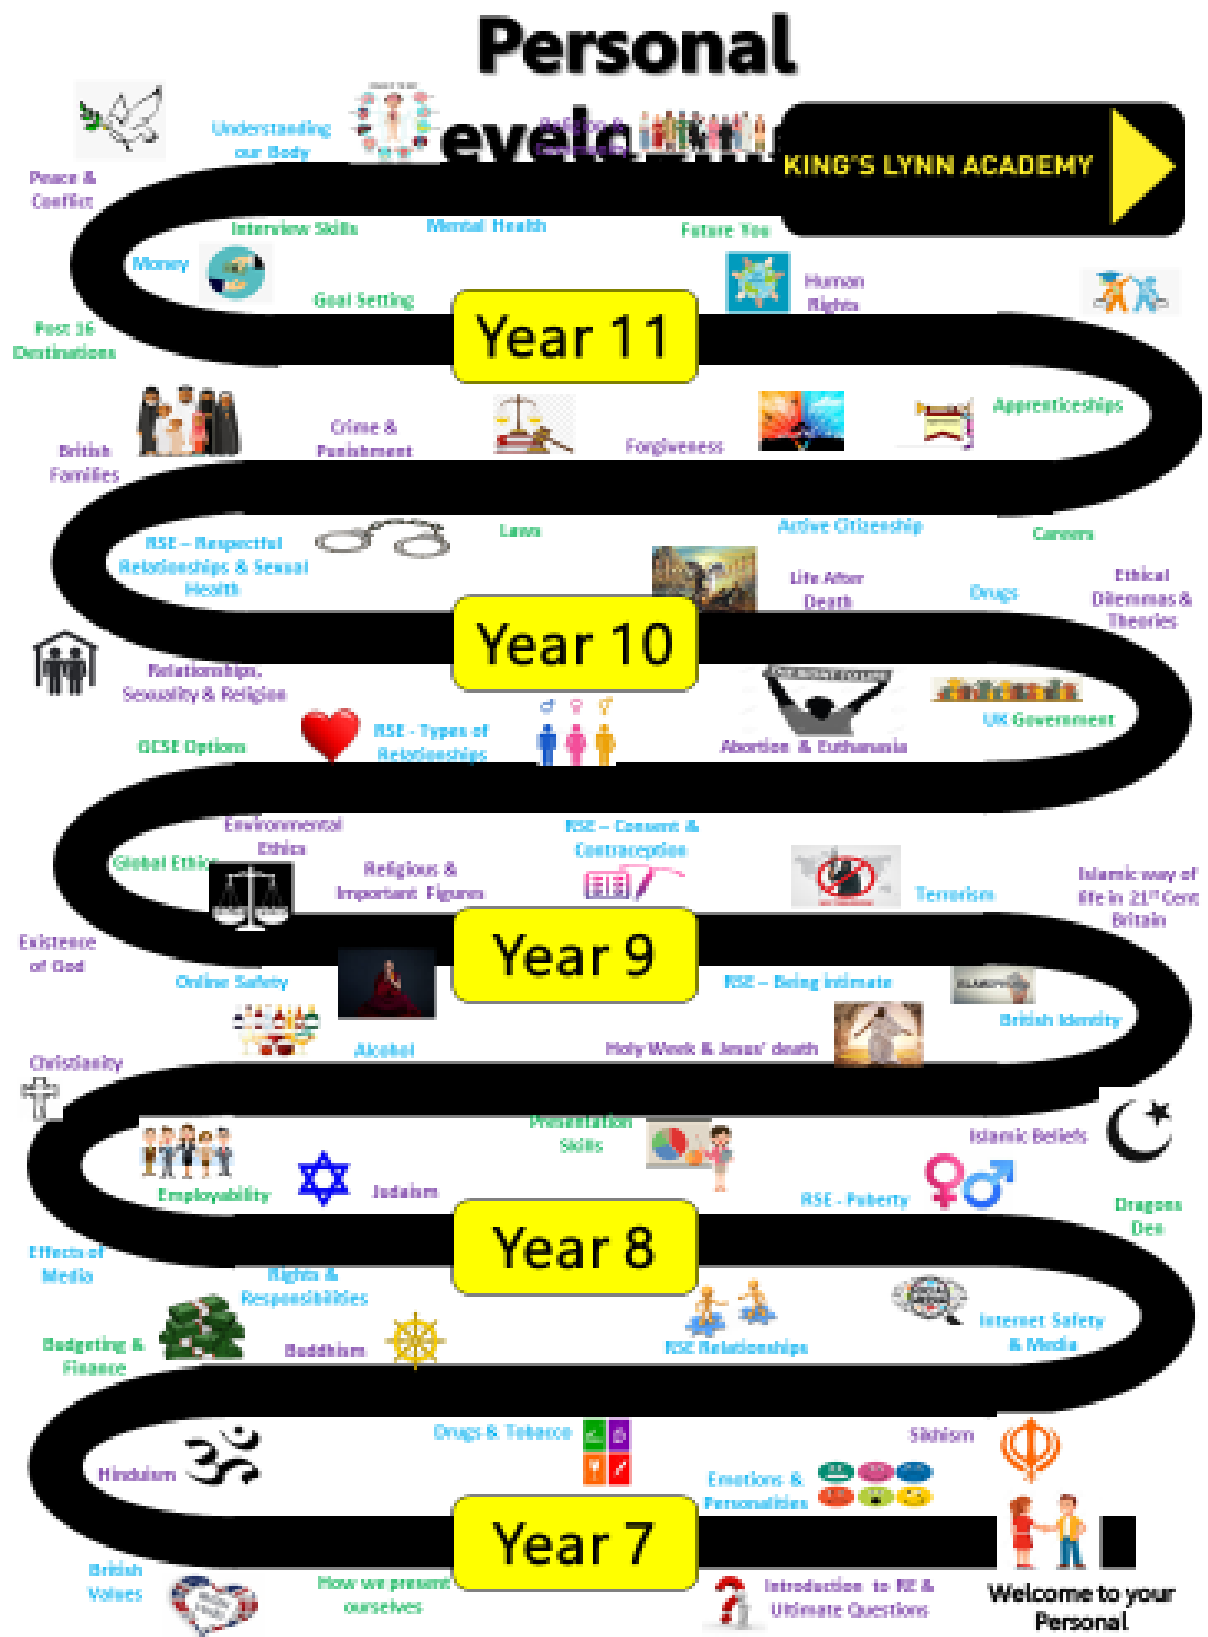 Personal
Understanding
our Body
Religion &
Community
KING'S LYNN ACADEMY
Peace &
Conflict
Interview Skills
Mental Health
Future You
Money
Goal Setting
Human
Rights
Post 16
Destinations
Year 11
Apprenticeships
British
Families
Crime &
Punishment
Forgiveness
RSE – Respectful
Relationships & Sexual
Health
Laws
Active Citizenship
Careers
Life After
Death
Drugs
Ethical
Dilemmas &
Theories
Year 10
Relationships,
Sexuality & Religion
UK Government
GCSE Options
RSE - Types of
Relationships
Abortion & Euthanasia
Environmental
Ethics
RSE – Consent &
Contraception
Global Ethics
Religious &
Important Figures
Terrorism
Islamic way of
life in 21st Cent
Britain
Existence
of God
Year 9
Online Safety
RSE – Being Intimate
British Identity
Alcohol
Holy Week & Jesus' death
Christianity
Presentation
Skills
Islamic Beliefs
Employability
Judaism
RSE - Puberty
Dragons
Den
Year 8
Effects of
Media
Rights &
Responsibilities
Internet Safety
& Media
Budgeting &
Finance
Buddhism
RSE Relationships
Drugs & Tobacco
Sikhism
Hinduism
Emotions &
Personalities
Year 7
British
Values
How we present
ourselves
Introduction to RE &
Ultimate Questions
Welcome to your
Personal